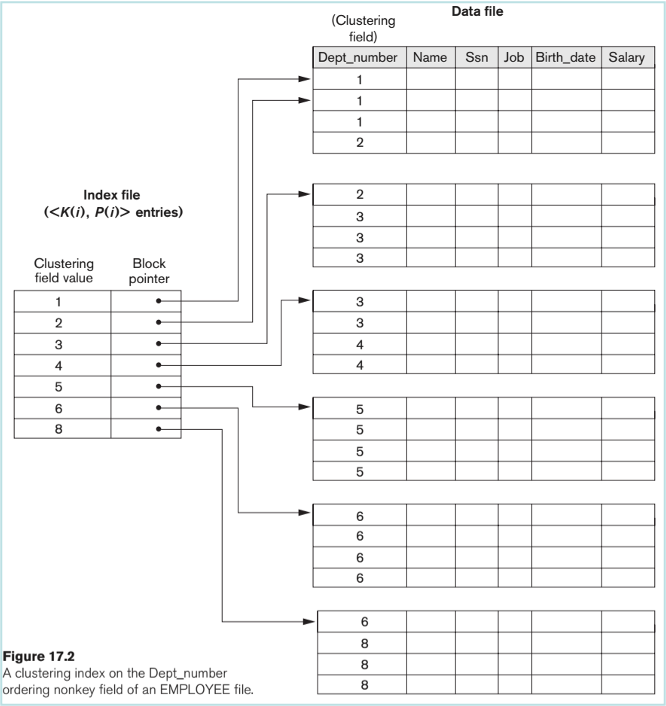 Data file
(Clustering
field)
Dept_number Name Ssn Job Birth_date Salary
1
1
1
2
2
3
3
3
3
3
4
4
5
5
5
5
6
6
6
6
6
8
8
8
Index file
(<K(i), P(i)> entries)
Clustering
field value
Block
pointer
1
2
3
4
5
6
8
Figure 17.2
A clustering index on the Dept_number
ordering nonkey field of an EMPLOYEE file.